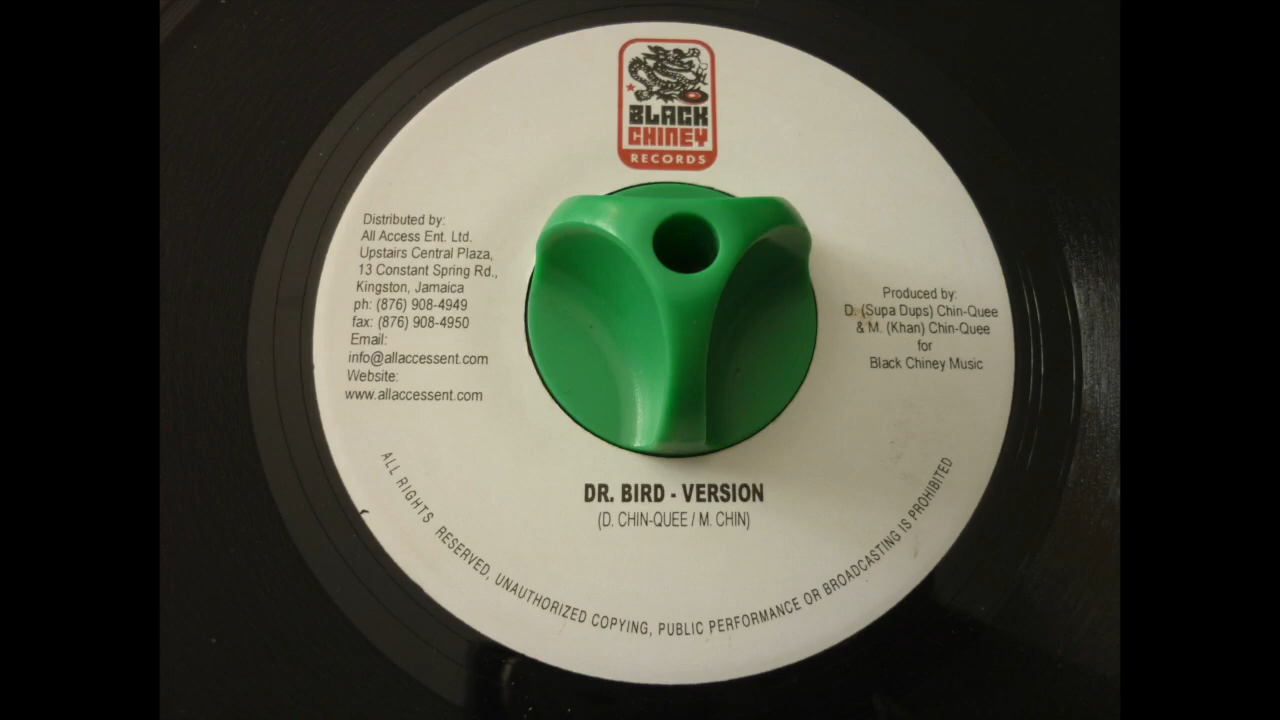 BLACK
CHINEY
RECORDS
Distributed by:
All Access Ent. Ltd.
Upstairs Central Plaza,
13 Constant Spring Rd.,
Kingston, Jamaica
ph: (876) 908-4949
fax: (876) 908-4950
Email:
info@allaccessent.com
Website:
www.allaccessent.com
Produced by:
D. (Supa Dups) Chin-Quee
& M. (Khan) Chin-Quee
for
Black Chiney Music
DR. BIRD - VERSION
(D. CHIN-QUEE / M. CHIN)
ALL RIGHTS RESERVED, UNAUTHORIZED COPYING, PUBLIC PERFORMANCE OR BROADCASTING IS PROHIBITED